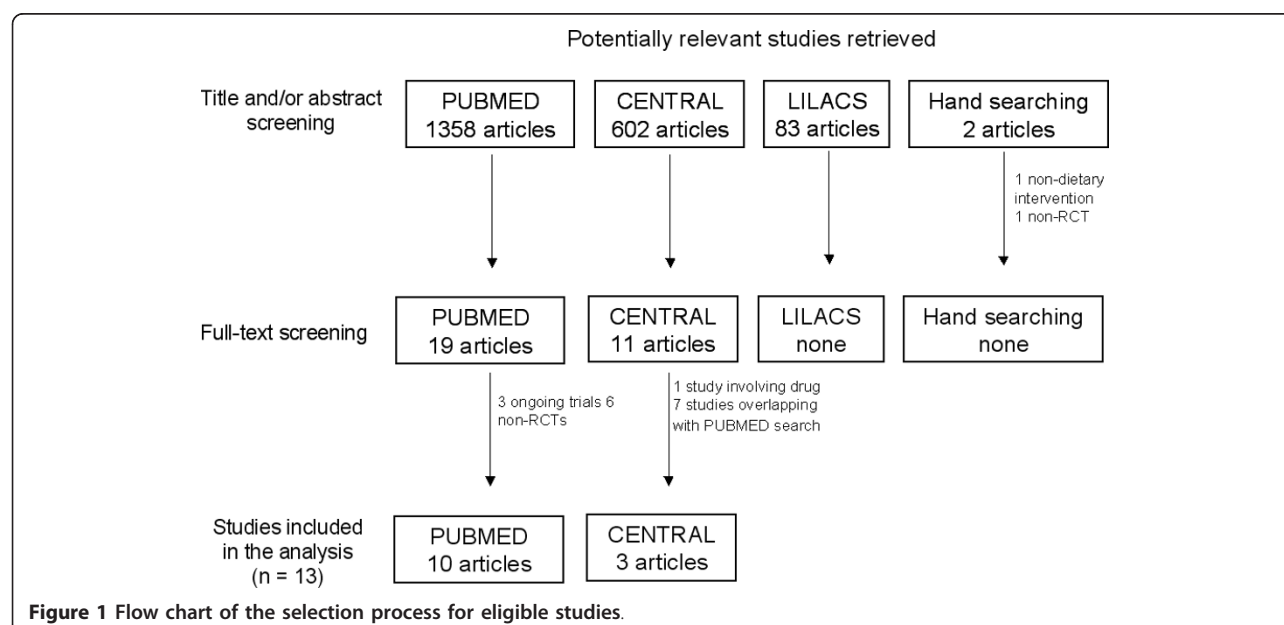 Potentially relevant studies retrieved
Title and/or abstract
screening
PUBMED
1358 articles
CENTRAL
602 articles
LILACS
83 articles
Hand searching
2 articles
1 non-dietary
intervention
1 non-RCT
Full-text screening
PUBMED
19 articles
CENTRAL
11 articles
LILACS
none
Hand searching
none
3 ongoing trials 6
non-RCTs
1 study involving drug
7 studies overlapping
with PUBMED search
Studies included
in the analysis
(n = 13)
PUBMED
10 articles
CENTRAL
3 articles
Figure 1 Flow chart of the selection process for eligible studies.